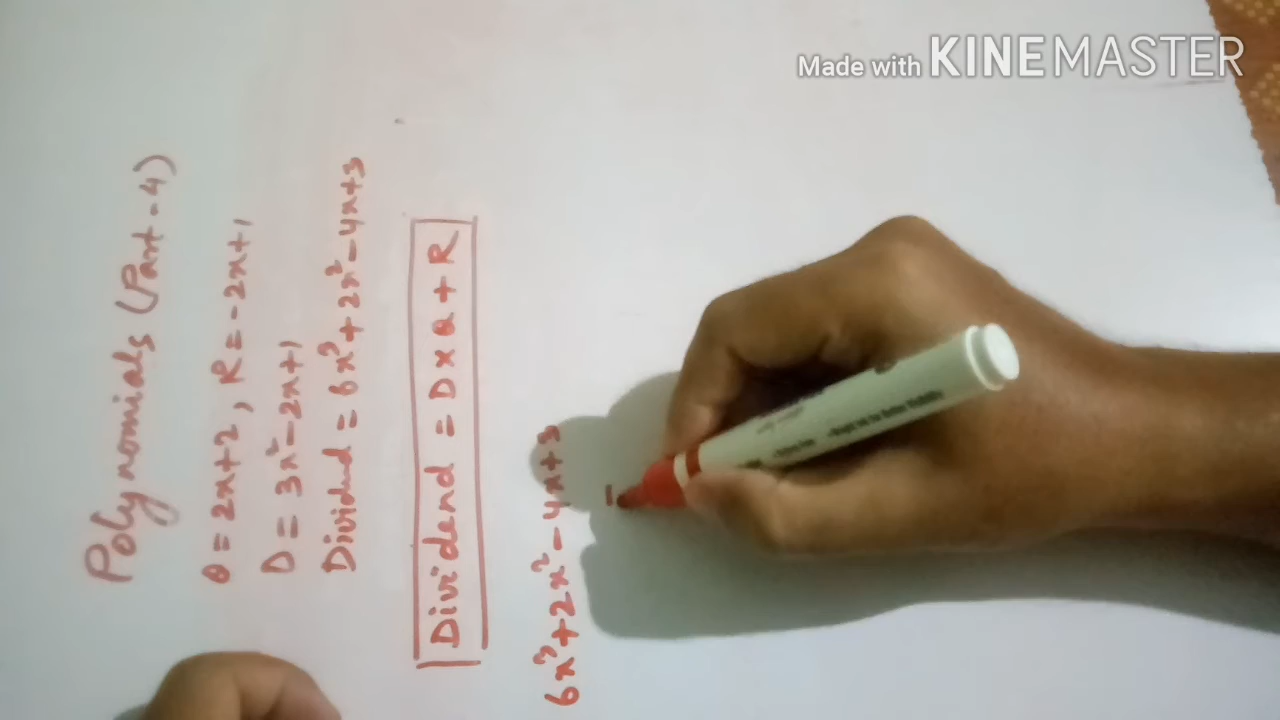 Made with KINEMASTER
Polynomials (Part-4)
Q = 2x+2, R = -2x+1
D = 3x²-2x+1
Dividend = 6x³+2x²-4x+3
Dividend = D x Q + R
6x³+2x²-4x+3
=